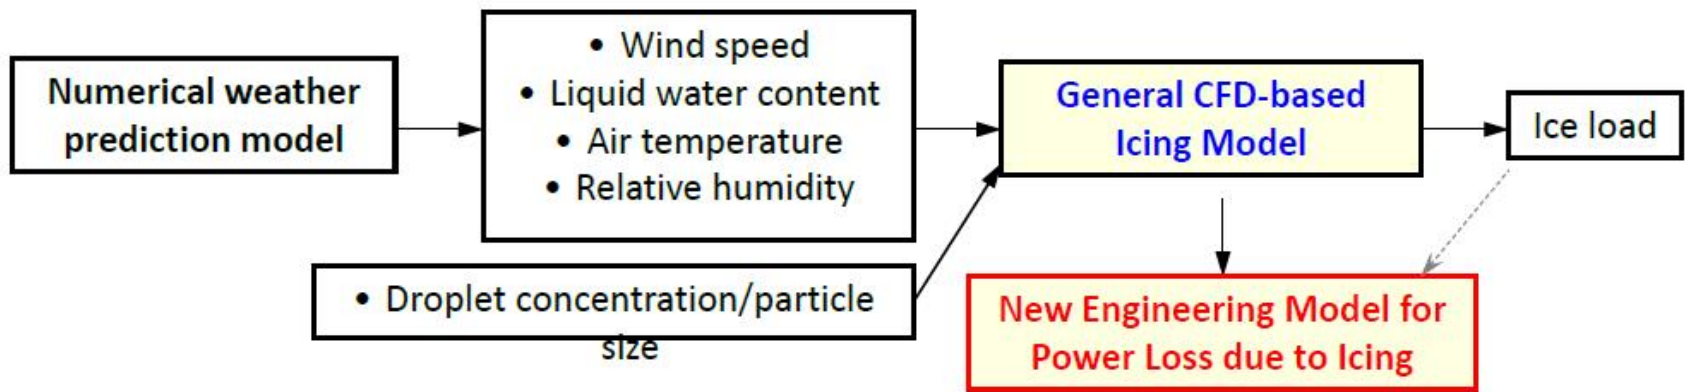 Numerical weather
prediction model
• Wind speed
• Liquid water content
• Air temperature
• Relative humidity
• Droplet concentration/particle
size
General CFD-based
Icing Model
Ice load
New Engineering Model for
Power Loss due to Icing